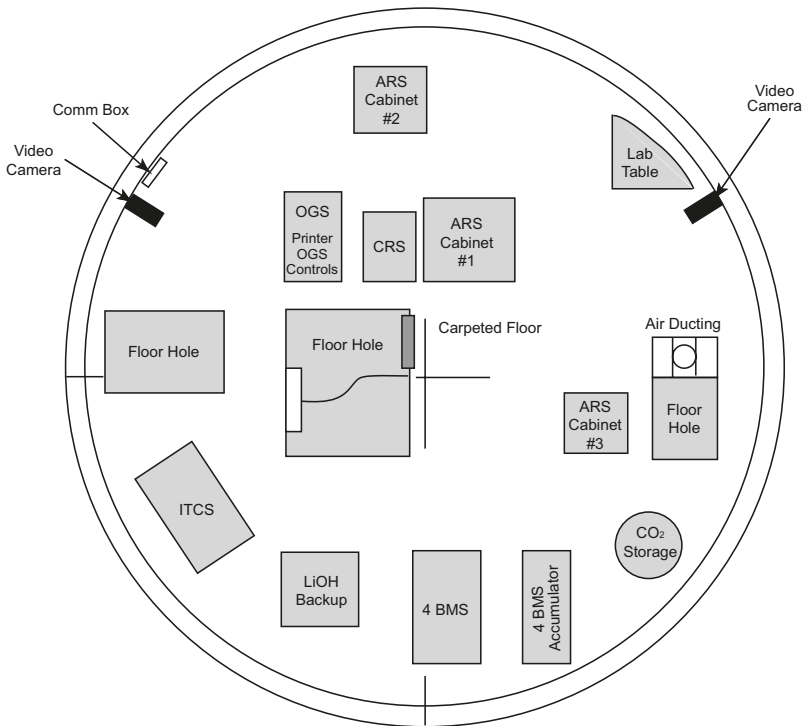 ARS
Cabinet
#2
Video
Camera
Comm Box
Video
Camera
Lab
Table
OGS
Printer
OGS
Controls
CRS
ARS
Cabinet
#1
Floor Hole
Floor Hole
Carpeted Floor
Air Ducting
ARS
Cabinet
#3
Floor
Hole
ITCS
CO₂
Storage
LiOH
Backup
4 BMS
4 BMS
Accumulator